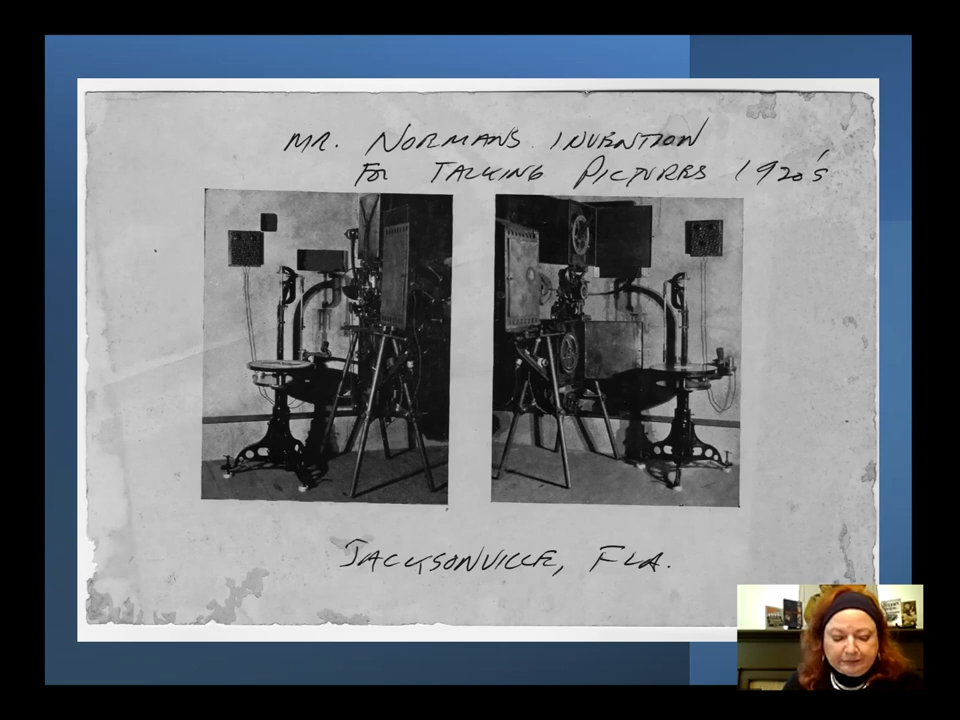 MR. NORMANS INVENTION
FOR TALKING PICTURES 1920's
JACKSONVILLE, FLA.